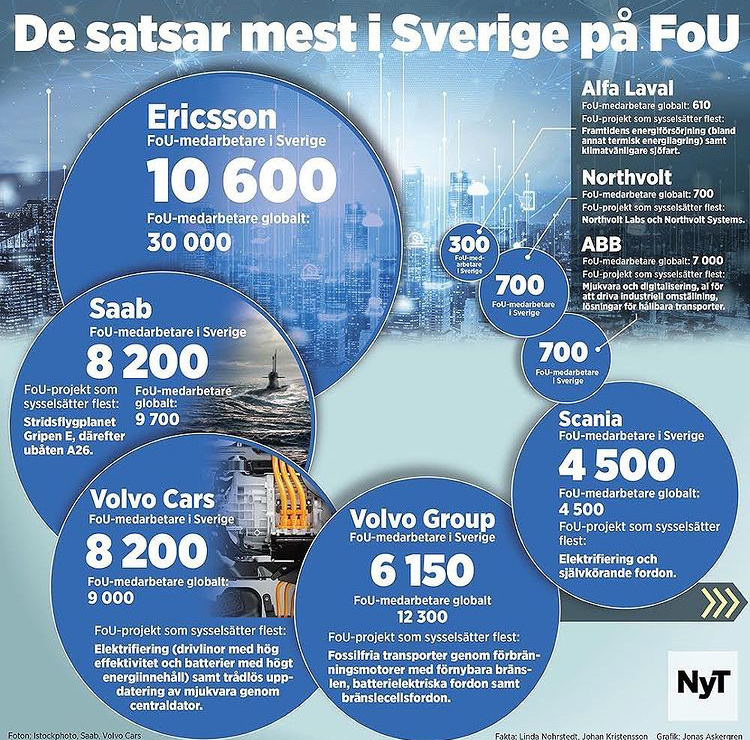 De satsar mest i Sverige på FoU
Ericsson
FoU-medarbetare i Sverige
10 600
FoU-medarbetare globalt:
30 000
Alfa Laval
FoU-medarbetare globalt: 610
FoU-projekt som sysselsätter flest:
Framtidens energiförsörjning (bland
annat termisk energilagring) samt
klimatvänligare sjöfart.
300
FoU-med-
arbetare
i Sverige
Northvolt
FoU-medarbetare globalt: 700
FoU-projekt som sysselsätter flest:
Northvolt Labs och Northvolt Systems.
700
FoU-medarbetare
i Sverige
ABB
FoU-medarbetare globalt: 7 000
FoU-projekt som sysselsätter flest:
Mjukvara och digitalisering, aI för
att driva industriell omställning,
lösningar för hållbara transporter.
700
FoU-medarbetare
i Sverige
Saab
FoU-medarbetare i Sverige
8 200
FoU-projekt som
sysselsätter flest:
Stridsflygplanet
Gripen E, därefter
ubåten A26.
FoU-medarbetare
globalt:
9 700
Scania
FoU-medarbetare i Sverige
4 500
FoU-medarbetare globalt:
4 500
FoU-projekt som sysselsätter
flest:
Elektrifiering och
självkörande fordon.
Volvo Cars
FoU-medarbetare i Sverige
8 200
FoU-medarbetare globalt:
9 000
FoU-projekt som sysselsätter flest:
Elektrifiering (drivlinor med hög
effektivitet och batterier med högt
energiinnehåll) samt trådlös upp-
datering av mjukvara genom
centraldator.
Volvo Group
FoU-medarbetare i Sverige
6 150
FoU-medarbetare globalt
12 300
FoU-projekt som sysselsätter flest:
Fossilfria transporter genom förbrän-
ningsmotorer med förnybara bräns-
len, batterielektriska fordon samt
bränslecellsfordon.
NyT
Foton: Istockphoto, Saab, Volvo Cars
Fakta: Linda Nohrstedt, Johan Kristensson Grafik: Jonas Askergren